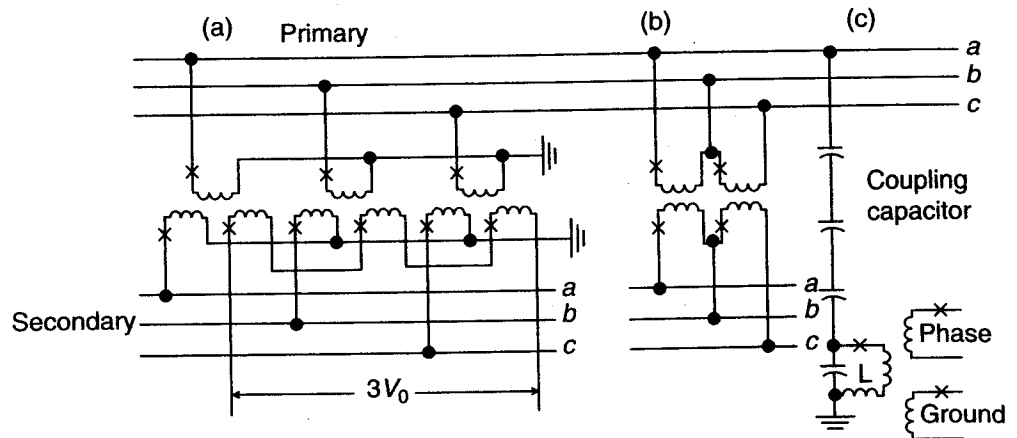 (a) Primary (b) (c)
a
b
c
Coupling
capacitor
a
Secondary b
c
3V₀
a
b
c
L
Phase
Ground